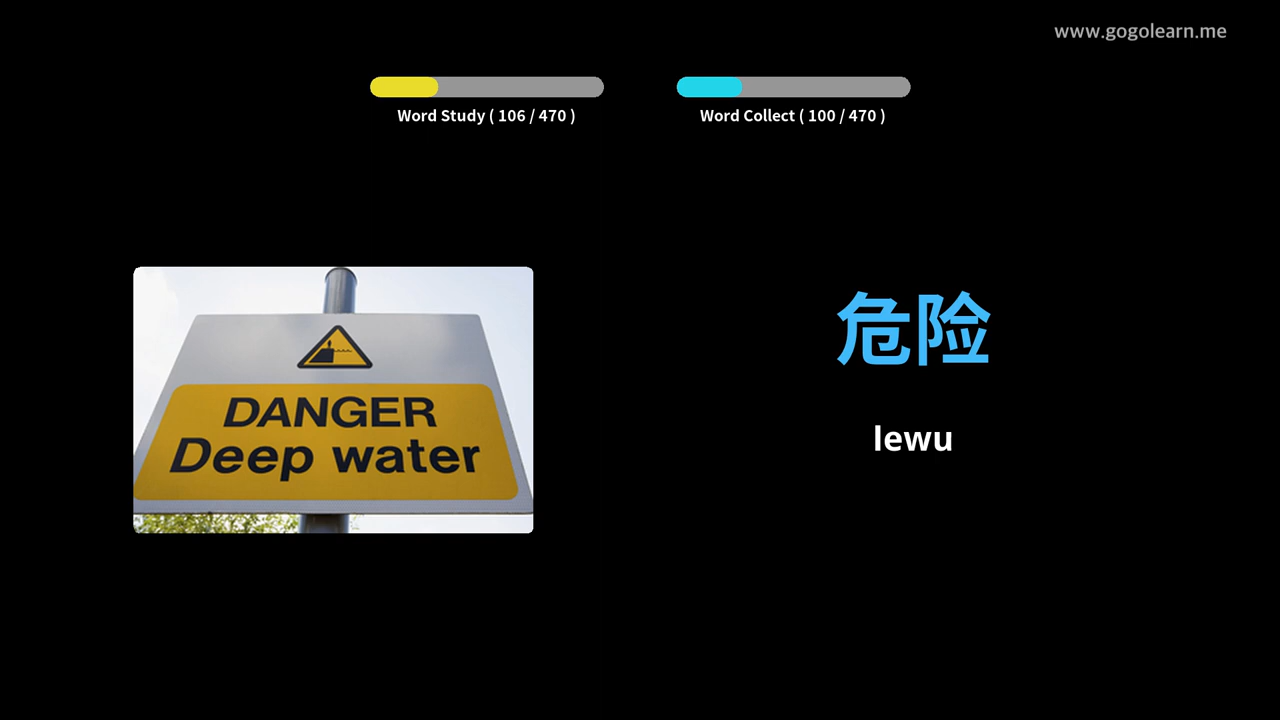 www.gogolearn.me
Word Study ( 106 / 470 )
Word Collect ( 100 / 470 )
DANGER
Deep water
危险
lewu